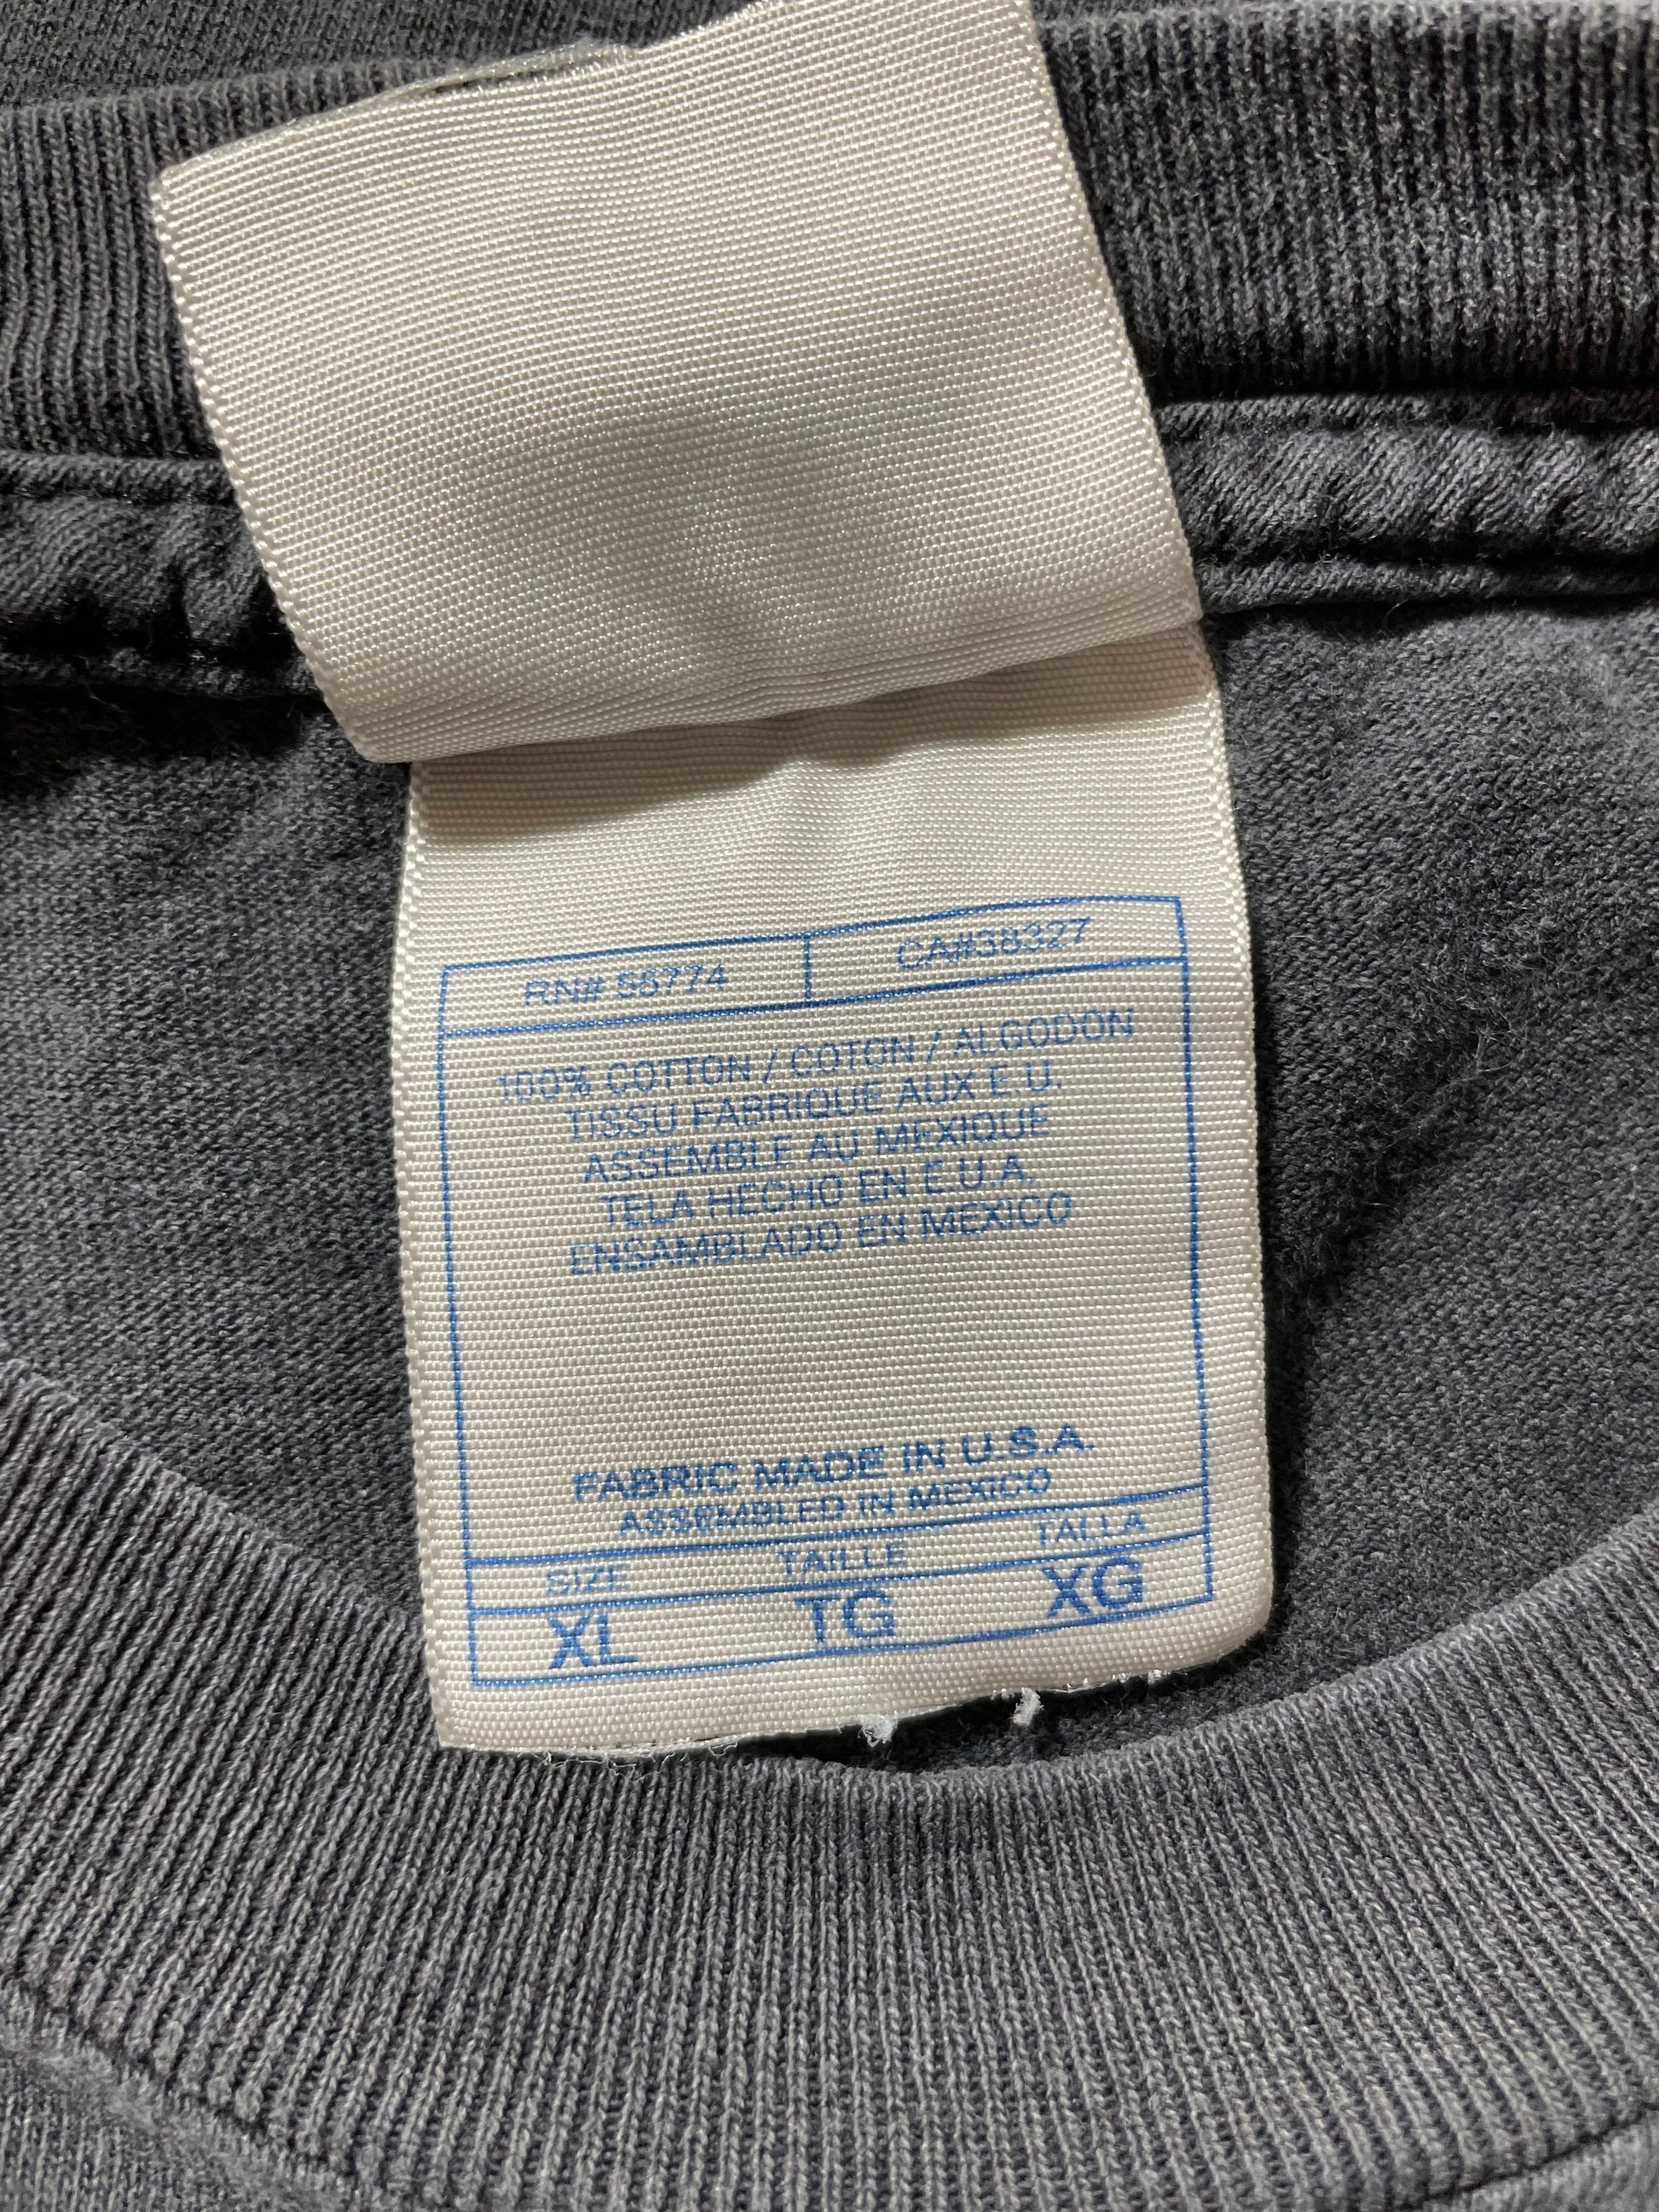 RN# 55774 CA#38327
100% COTTON / COTON / ALGODON
TISSU FABRIQUE AUX E.U.
ASSEMBLE AU MEXIQUE
TELA HECHO EN E.U.A.
ENSAMBLADO EN MEXICO
FABRIC MADE IN U.S.A.
ASSEMBLED IN MEXICO
SIZE TAILLE TALLA
XL TG XG